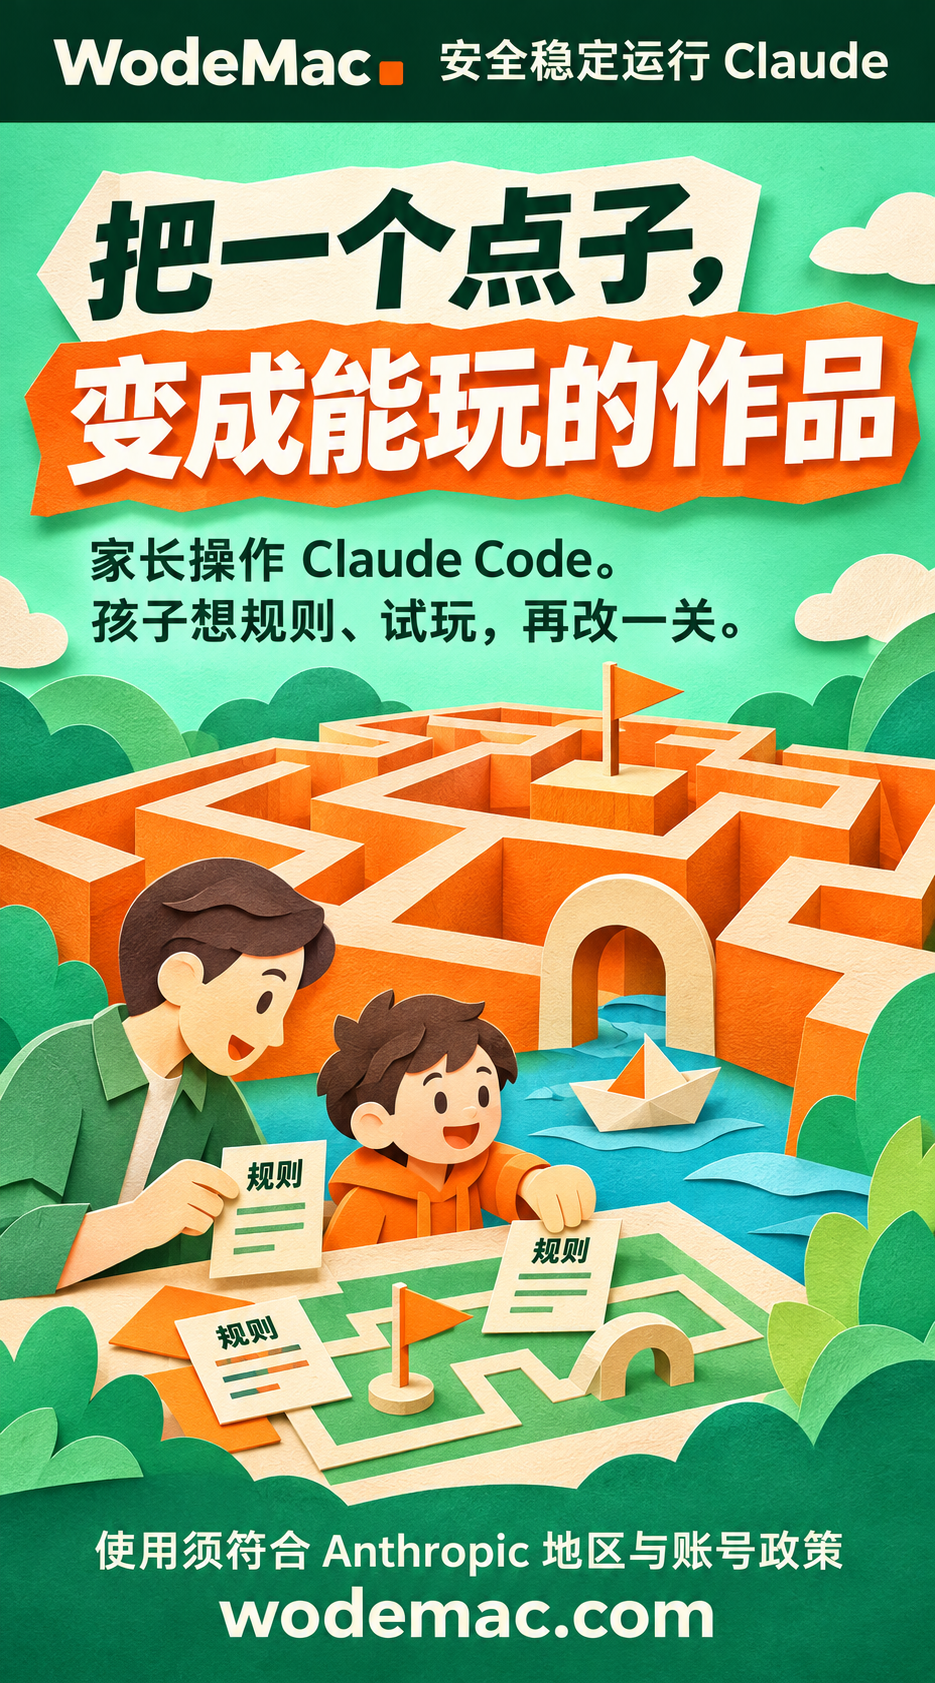 WodeMac. 安全稳定运行 Claude
把一个点子，
变成能玩的作品
家长操作 Claude Code。
孩子想规则、试玩，再改一关。
规则
规则
规则
使用须符合 Anthropic 地区与账号政策
wodemac.com